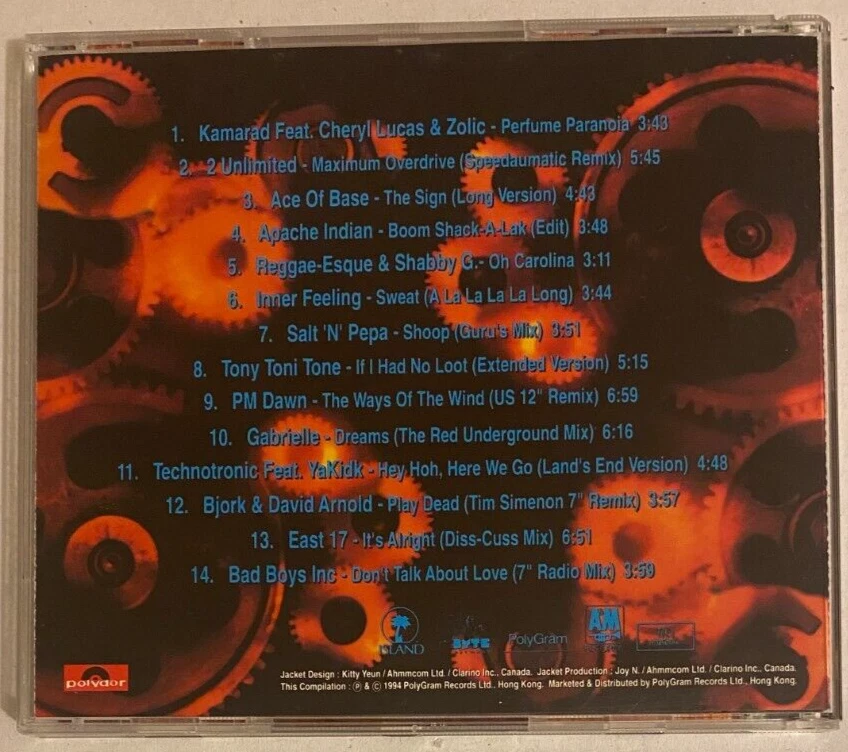 1. Kamarad Feat. Cheryl Lucas & Zolic - Perfume Paranoia 3:43
2. 2 Unlimited - Maximum Overdrive (Speedaumatic Remix) 5:45
3. Ace Of Base - The Sign (Long Version) 4:43
4. Apache Indian - Boom Shack-A-Lak (Edit) 3:48
5. Reggae-Esque & Shabby G.- Oh Carolina 3:11
6. Inner Feeling - Sweat (A La La La La Long) 3:44
7. Salt 'N' Pepa - Shoop (Guru's Mix) 3:51
8. Tony Toni Tone - If I Had No Loot (Extended Version) 5:15
9. PM Dawn - The Ways Of The Wind (US 12" Remix) 6:59
10. Gabrielle - Dreams (The Red Underground Mix) 6:16
11. Technotronic Feat. YaKidk - Hey Hoh, Here We Go (Land's End Version) 4:48
12. Bjork & David Arnold - Play Dead (Tim Simenon 7" Remix) 3:57
13. East 17 - It's Alright (Diss-Cuss Mix) 6:51
14. Bad Boys Inc - Don't Talk About Love (7" Radio Mix) 3:59
ISLAND BYTE PolyGram A&M
polydor
Jacket Design : Kitty Yeun / Ahmmcom Ltd. / Clarino Inc., Canada. Jacket Production : Joy N. / Ahmmcom Ltd. / Clarino Inc., Canada.
This Compilation : ℗ & © 1994 PolyGram Records Ltd., Hong Kong. Marketed & Distributed by PolyGram Records Ltd., Hong Kong.